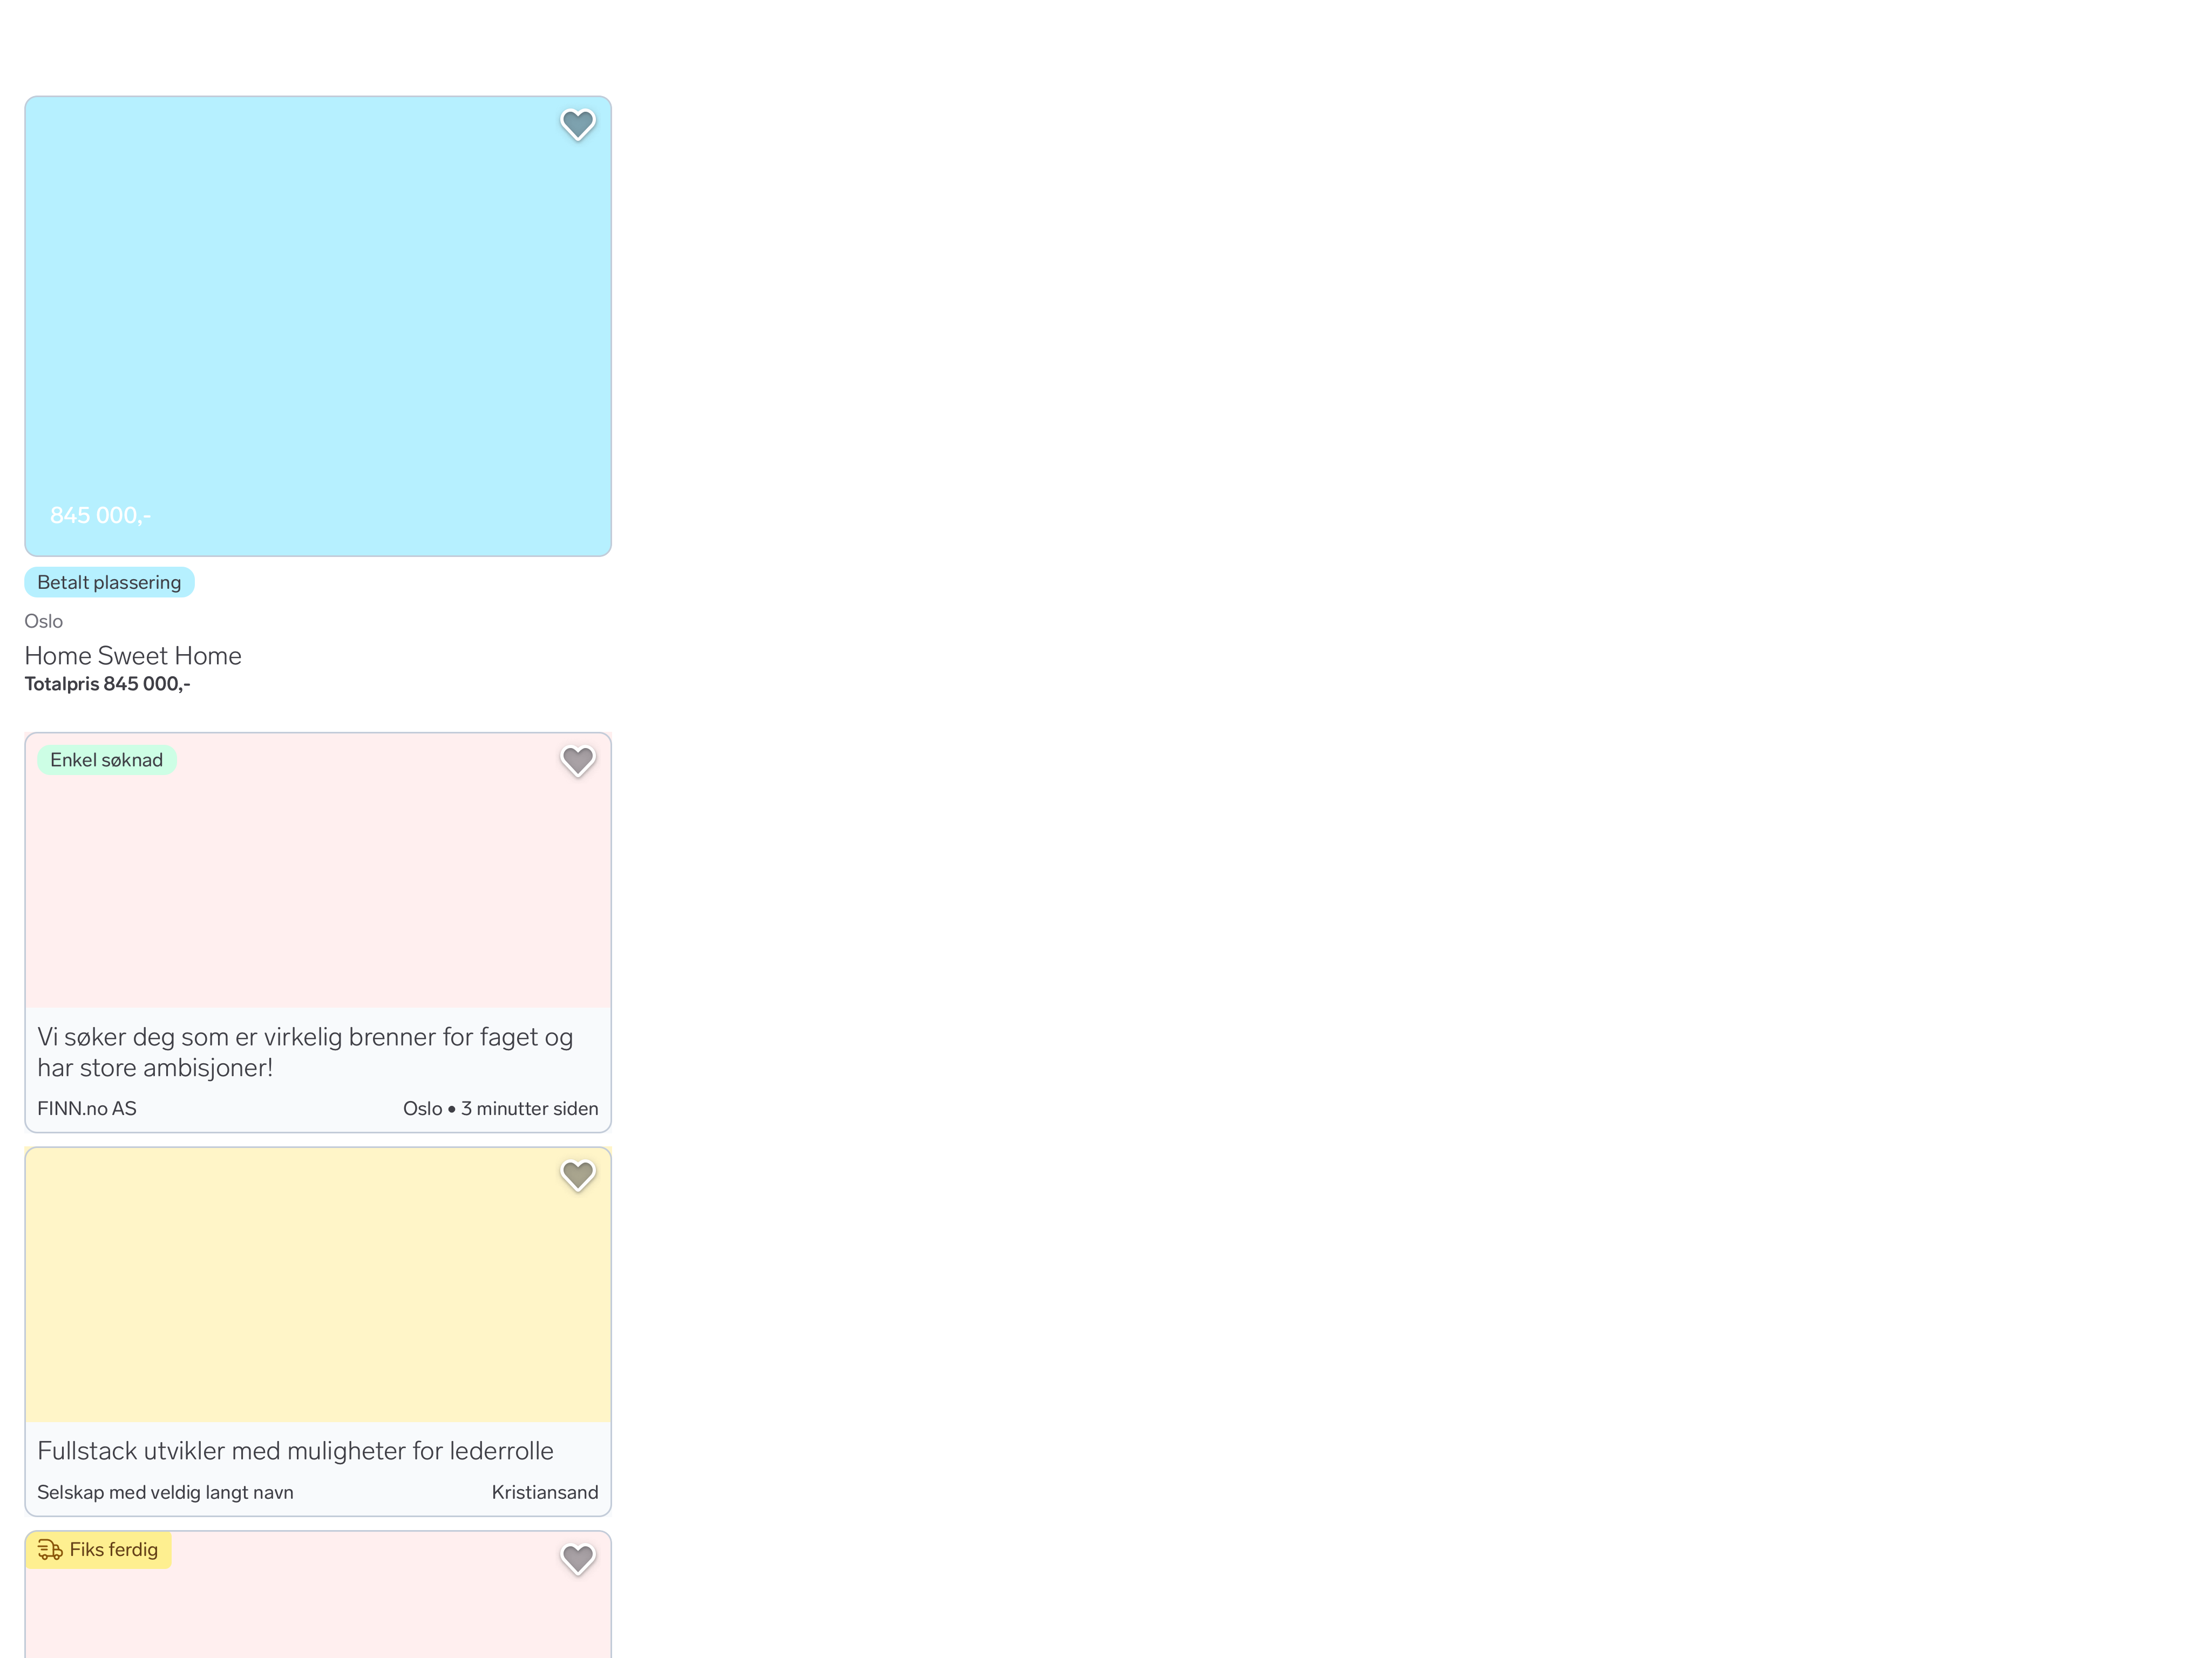 845 000,-
Betalt plassering
Oslo
Home Sweet Home
Totalpris 845 000,-
Enkel søknad
Vi søker deg som er virkelig brenner for faget og
har store ambisjoner!
FINN.no AS
Oslo • 3 minutter siden
Fullstack utvikler med muligheter for lederrolle
Selskap med veldig langt navn
Kristiansand
Fiks ferdig